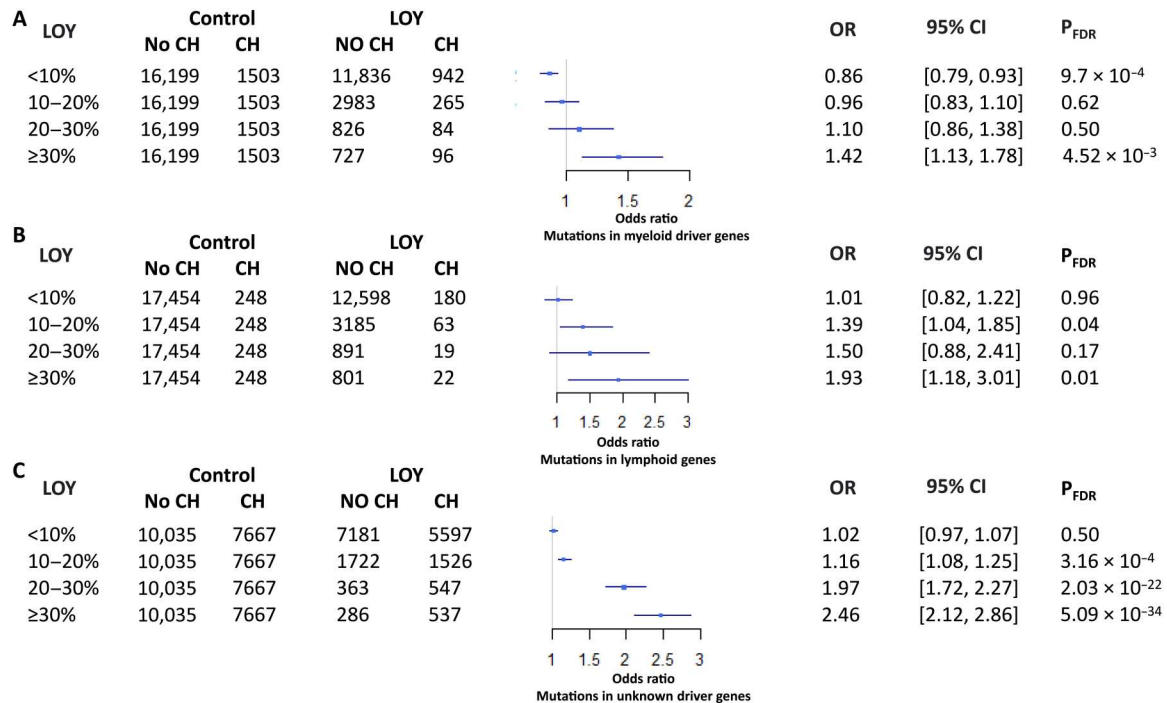 A
Control LOY
LOY OR 95% CI PFDR
No CH CH NO CH CH
<10% 16,199 1503 11,836 942 0.86 [0.79, 0.93] 9.7 × 10–4
10–20% 16,199 1503 2983 265 0.96 [0.83, 1.10] 0.62
20–30% 16,199 1503 826 84 1.10 [0.86, 1.38] 0.50
≥30% 16,199 1503 727 96 1.42 [1.13, 1.78] 4.52 × 10–3
1 1.5 2
Odds ratio
Mutations in myeloid driver genes
B
Control LOY
LOY OR 95% CI PFDR
No CH CH NO CH CH
<10% 17,454 248 12,598 180 1.01 [0.82, 1.22] 0.96
10–20% 17,454 248 3185 63 1.39 [1.04, 1.85] 0.04
20–30% 17,454 248 891 19 1.50 [0.88, 2.41] 0.17
≥30% 17,454 248 801 22 1.93 [1.18, 3.01] 0.01
1 1.5 2 2.5 3
Odds ratio
Mutations in lymphoid genes
C
Control LOY
LOY OR 95% CI PFDR
No CH CH NO CH CH
<10% 10,035 7667 7181 5597 1.02 [0.97, 1.07] 0.50
10–20% 10,035 7667 1722 1526 1.16 [1.08, 1.25] 3.16 × 10–4
20–30% 10,035 7667 363 547 1.97 [1.72, 2.27] 2.03 × 10–22
≥30% 10,035 7667 286 537 2.46 [2.12, 2.86] 5.09 × 10–34
1 1.5 2 2.5 3
Odds ratio
Mutations in unknown driver genes